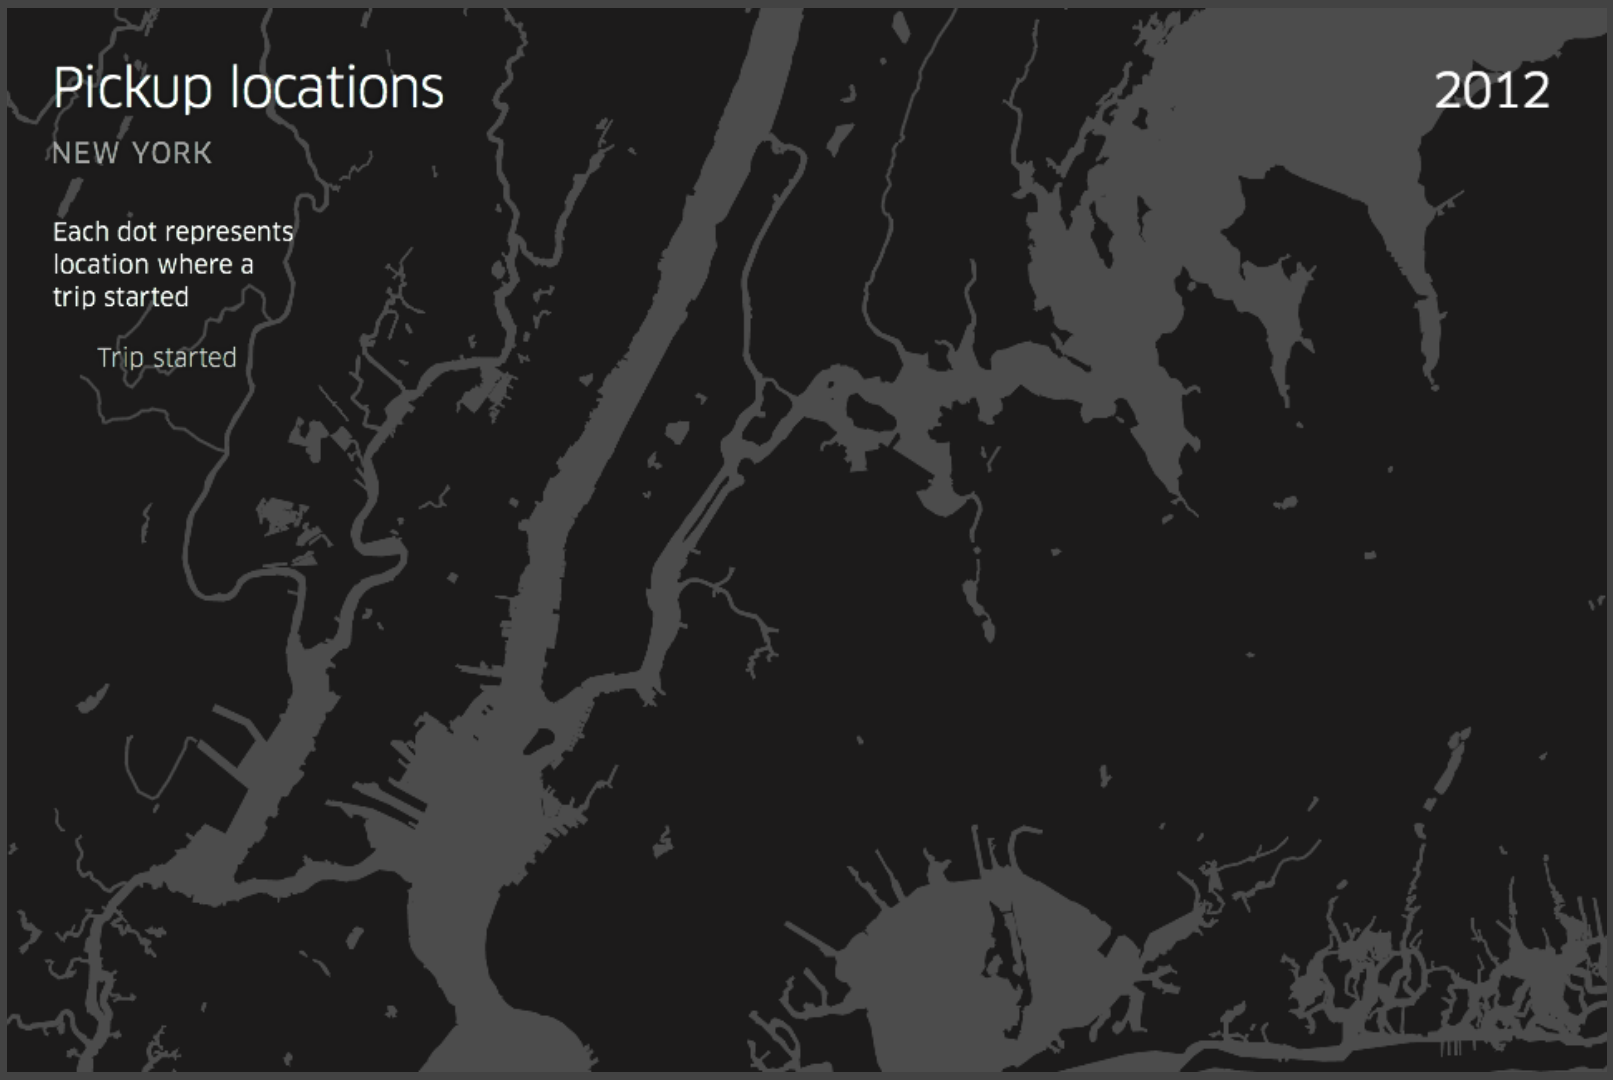 Pickup locations
2012
NEW YORK
Each dot represents
location where a
trip started
Trip started